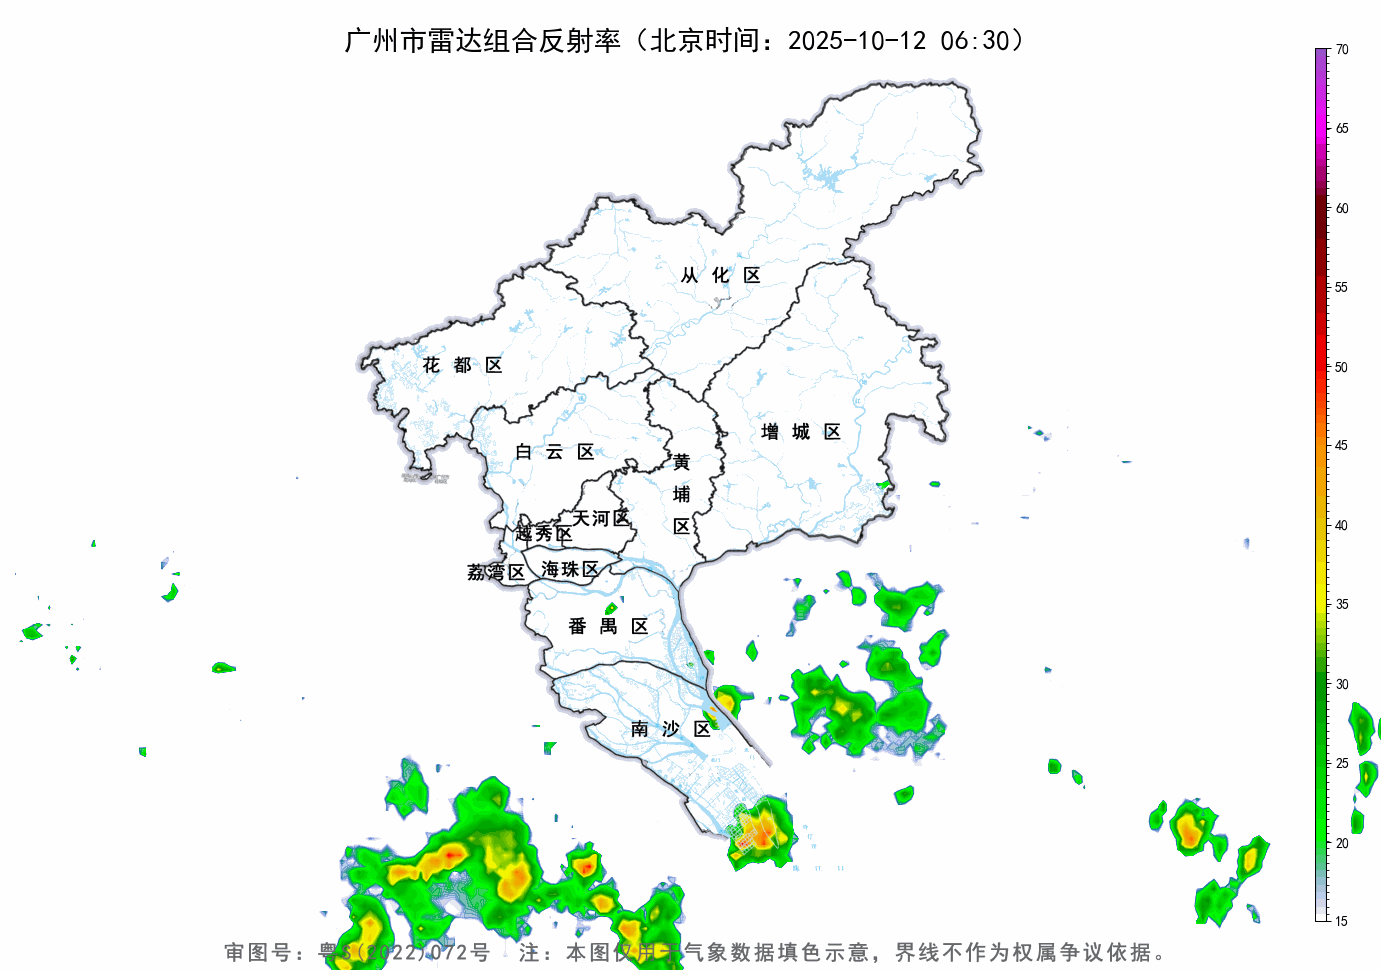 广州市雷达组合反射率（北京时间：2025-10-12 06:30）
70
65
60
55
50
45
40
35
30
25
20
15
从化区
花都区
增城区
白云区
黄埔区
天河区
越秀区
荔湾区
海珠区
番禺区
南沙区
审图号：粤S(2022)072号 注：本图仅用于气象数据填色示意，界线不作为权属争议依据。